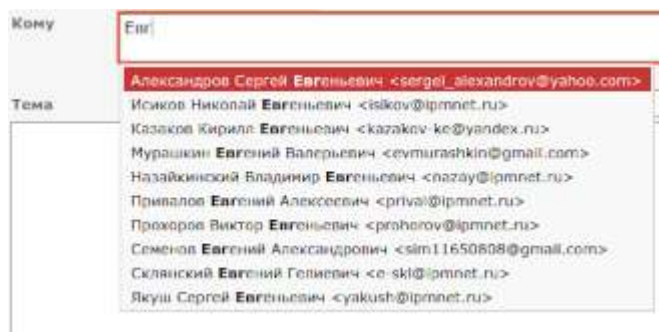 Кому
Евг
Александров Сергей Евгеньевич <sergei_alexandrov@yahoo.com>
Тема
Исиков Николай Евгеньевич <isikov@ipmnet.ru>
Казаков Кирилл Евгеньевич <kazakov-ke@yandex.ru>
Мурашкин Евгений Валерьевич <evmurashkin@gmail.com>
Назайкинский Владимир Евгеньевич <nazay@ipmnet.ru>
Привалов Евгений Алексеевич <prival@ipmnet.ru>
Прохоров Виктор Евгеньевич <prohorov@ipmnet.ru>
Семенов Евгений Александрович <sim11650808@gmail.com>
Склянский Евгений Гелиевич <e-skl@ipmnet.ru>
Якуш Сергей Евгеньевич <yakush@ipmnet.ru>